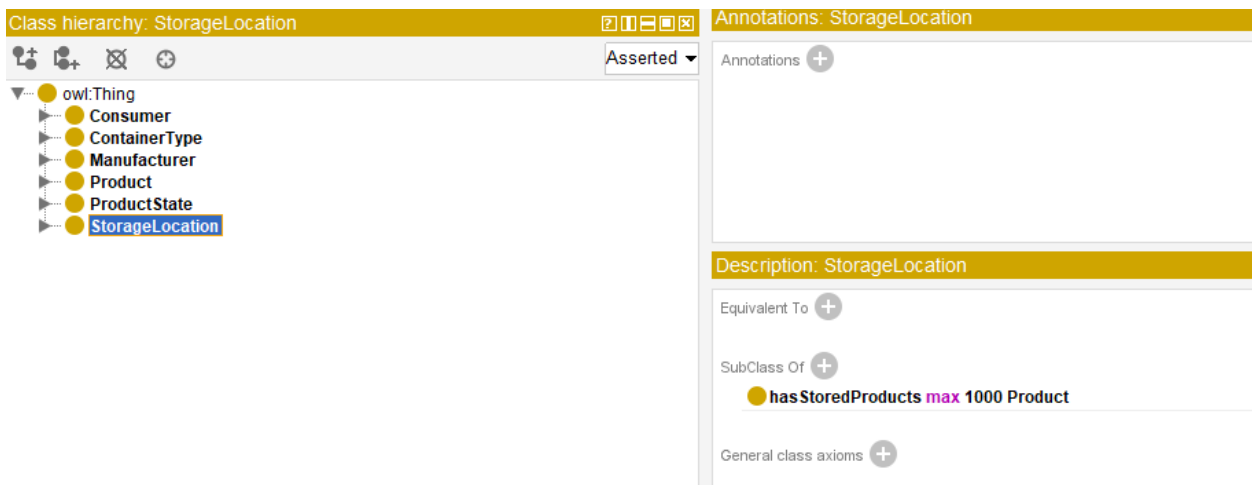 Class hierarchy: StorageLocation
Asserted
owl:Thing
Consumer
ContainerType
Manufacturer
Product
ProductState
StorageLocation
Annotations: StorageLocation
Annotations
Description: StorageLocation
Equivalent To
SubClass Of
hasStoredProducts max 1000 Product
General class axioms